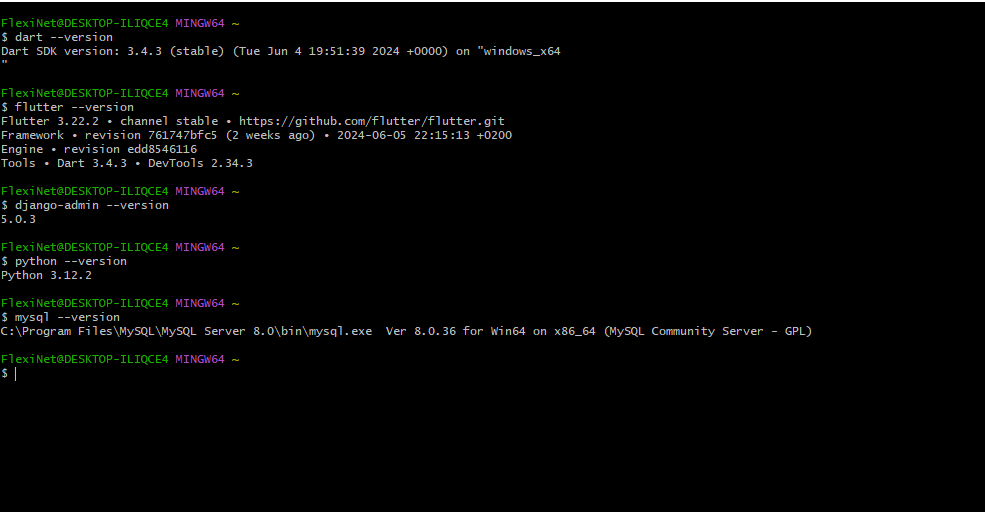 FlexiNet@DESKTOP-ILIQCE4 MINGW64 ~
$ dart --version
Dart SDK version: 3.4.3 (stable) (Tue Jun 4 19:51:39 2024 +0000) on "windows_x64
"
FlexiNet@DESKTOP-ILIQCE4 MINGW64 ~
$ flutter --version
Flutter 3.22.2 • channel stable • https://github.com/flutter/flutter.git
Framework • revision 761747bfc5 (2 weeks ago) • 2024-06-05 22:15:13 +0200
Engine • revision edd8546116
Tools • Dart 3.4.3 • DevTools 2.34.3
FlexiNet@DESKTOP-ILIQCE4 MINGW64 ~
$ django-admin --version
5.0.3
FlexiNet@DESKTOP-ILIQCE4 MINGW64 ~
$ python --version
Python 3.12.2
FlexiNet@DESKTOP-ILIQCE4 MINGW64 ~
$ mysql --version
C:\Program Files\MySQL\MySQL Server 8.0\bin\mysql.exe  Ver 8.0.36 for Win64 on x86_64 (MySQL Community Server - GPL)
FlexiNet@DESKTOP-ILIQCE4 MINGW64 ~
$